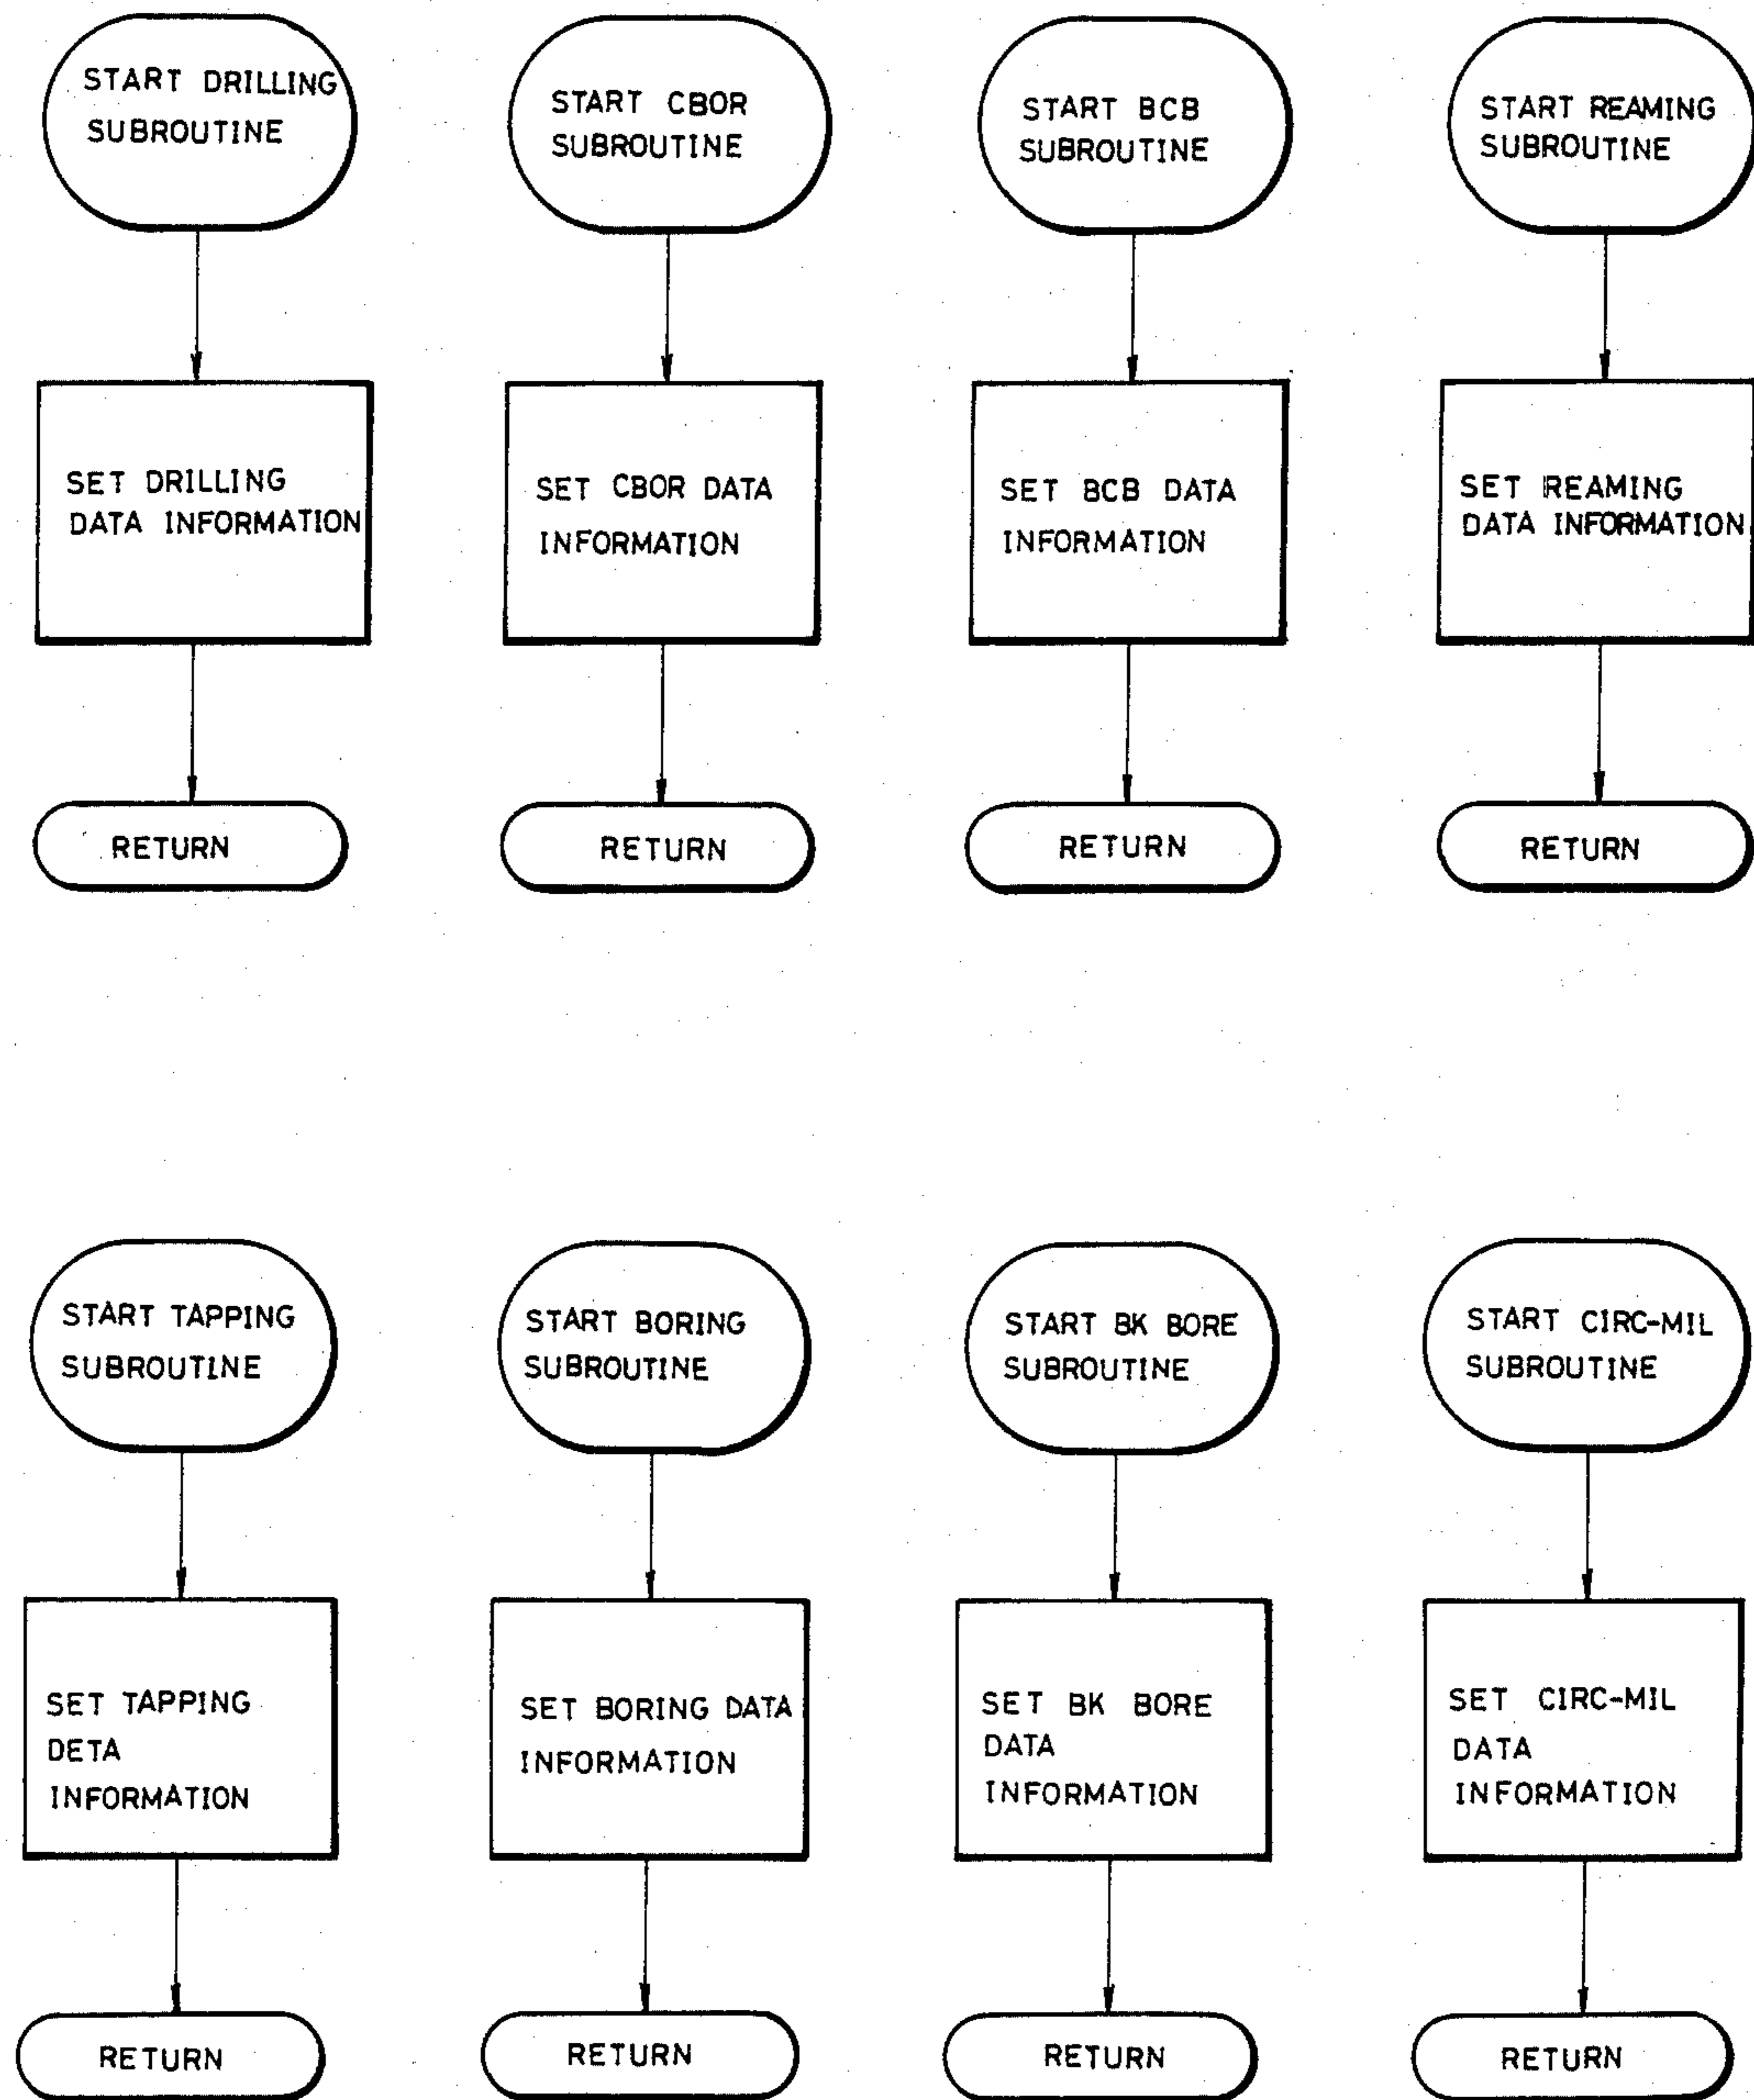 START DRILLING
SUBROUTINE
SET DRILLING
DATA INFORMATION
RETURN
START CBOR
SUBROUTINE
SET CBOR DATA
INFORMATION
RETURN
START BCB
SUBROUTINE
SET BCB DATA
INFORMATION
RETURN
START REAMING
SUBROUTINE
SET REAMING
DATA INFORMATION
RETURN
START TAPPING
SUBROUTINE
SET TAPPING
DETA
INFORMATION
RETURN
START BORING
SUBROUTINE
SET BORING DATA
INFORMATION
RETURN
START BK BORE
SUBROUTINE
SET BK BORE
DATA
INFORMATION
RETURN
START CIRC-MIL
SUBROUTINE
SET CIRC-MIL
DATA
INFORMATION
RETURN